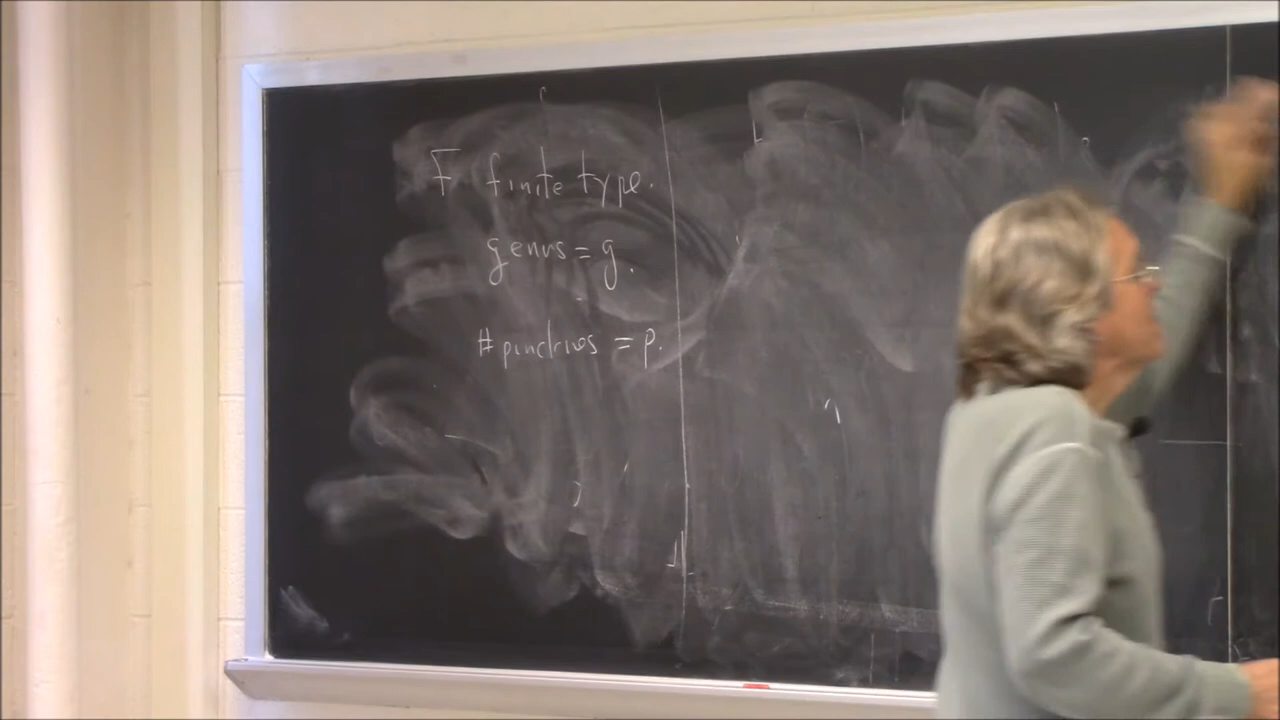 F finite type.
genus = g.
# punctures = p.